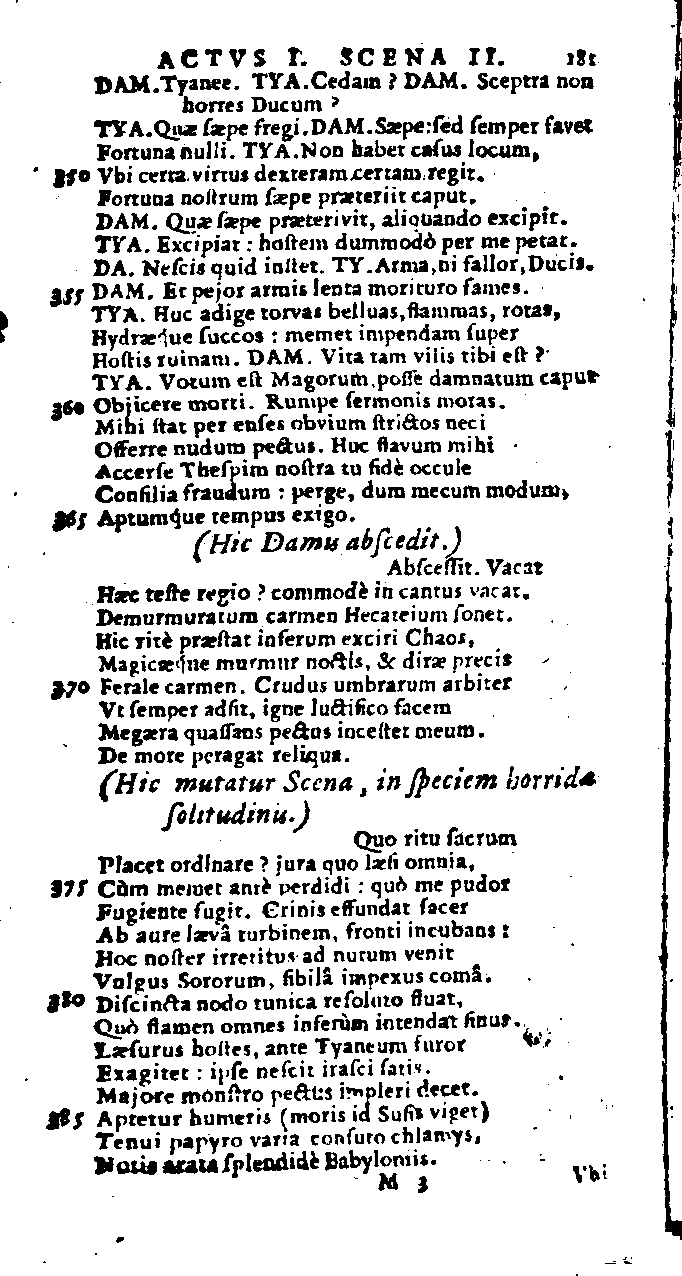 ACTVS I. SCENA II. 181
DAM. Tyanee. TYA. Cedam? DAM. Sceptra non
horres Ducum?
TYA. Quæ ſæpe fregi. DAM. Sæpe: ſed ſemper favet
Fortuna nulli. TYA. Non habet caſus locum,
350 Vbi certa virtus dexteram certam regit.
Fortuna noſtrum ſæpe præteriit caput.
DAM. Quæ ſæpe præterivit, aliquando excipit.
TYA. Excipiat: hoſtem dummodò per me petat.
DA. Neſcis quid inſtet. TY. Arma, ni fallor, Ducis.
355 DAM. Et pejor armis lenta morituro fames.
TYA. Huc adige torvas belluas, flammas, rotas,
Hydræq́ue ſuccos: memet impendam ſuper
Hoſtis ruinam. DAM. Vita tam vilis tibi eſt?
TYA. Votum eſt Magorum, poſſe damnatum caput
360 Objicere morti. Rumpe ſermonis moras.
Mihi ſtat per enſes obvium ſtrictos neci
Offerre nudum pectus. Huc flavum mihi
Accerſe Theſpim noſtra tu fidè occule
Conſilia fraudum: perge, dum mecum modum,
365 Aptumq́ue tempus exigo.
(Hic Damus abſcedit.)
Abſceſſit. Vacat
Hæc teſte regio? commodè in cantus vacat.
Demurmuratum carmen Hecateium ſonet.
Hic ritè præſtat inferum exciri Chaos,
Magicæq́ue murmur noctis, & diræ precis
370 Ferale carmen. Crudus umbrarum arbiter
Vt ſemper adſit, igne luctifico facem
Megæra quaſſans pectus inceſtet meum.
De more peragat reliqua.
(Hic mutatur Scena, in ſpeciem horridæ
ſolitudinis.)
Quo ritu ſacrum
Placet ordinare? jura quo læſi omnia,
375 Cùm memet antè perdidi: quò me pudor
Fugiente fugit. Crinis effundat ſacer
Ab aure lævâ turbinem, fronti incubans:
Hoc noſter irretitus ad nutum venit
Vulgus Sororum, ſibilâ impexus comâ.
380 Diſcincta nodo tunica reſoluto fluat,
Quò flamen omnes inferùm intendat ſinus.
Læſurus hoſtes, ante Tyaneum furor
Exagitet: ipſe neſcit iraſci ſatis.
Majore monſtro pectus impleri decet.
385 Aptetur humeris (moris id Suſis viget)
Tenui papyro varia conſuto chlamys,
Notis arata ſplendidè Babyloniis.
M 3 Vbi